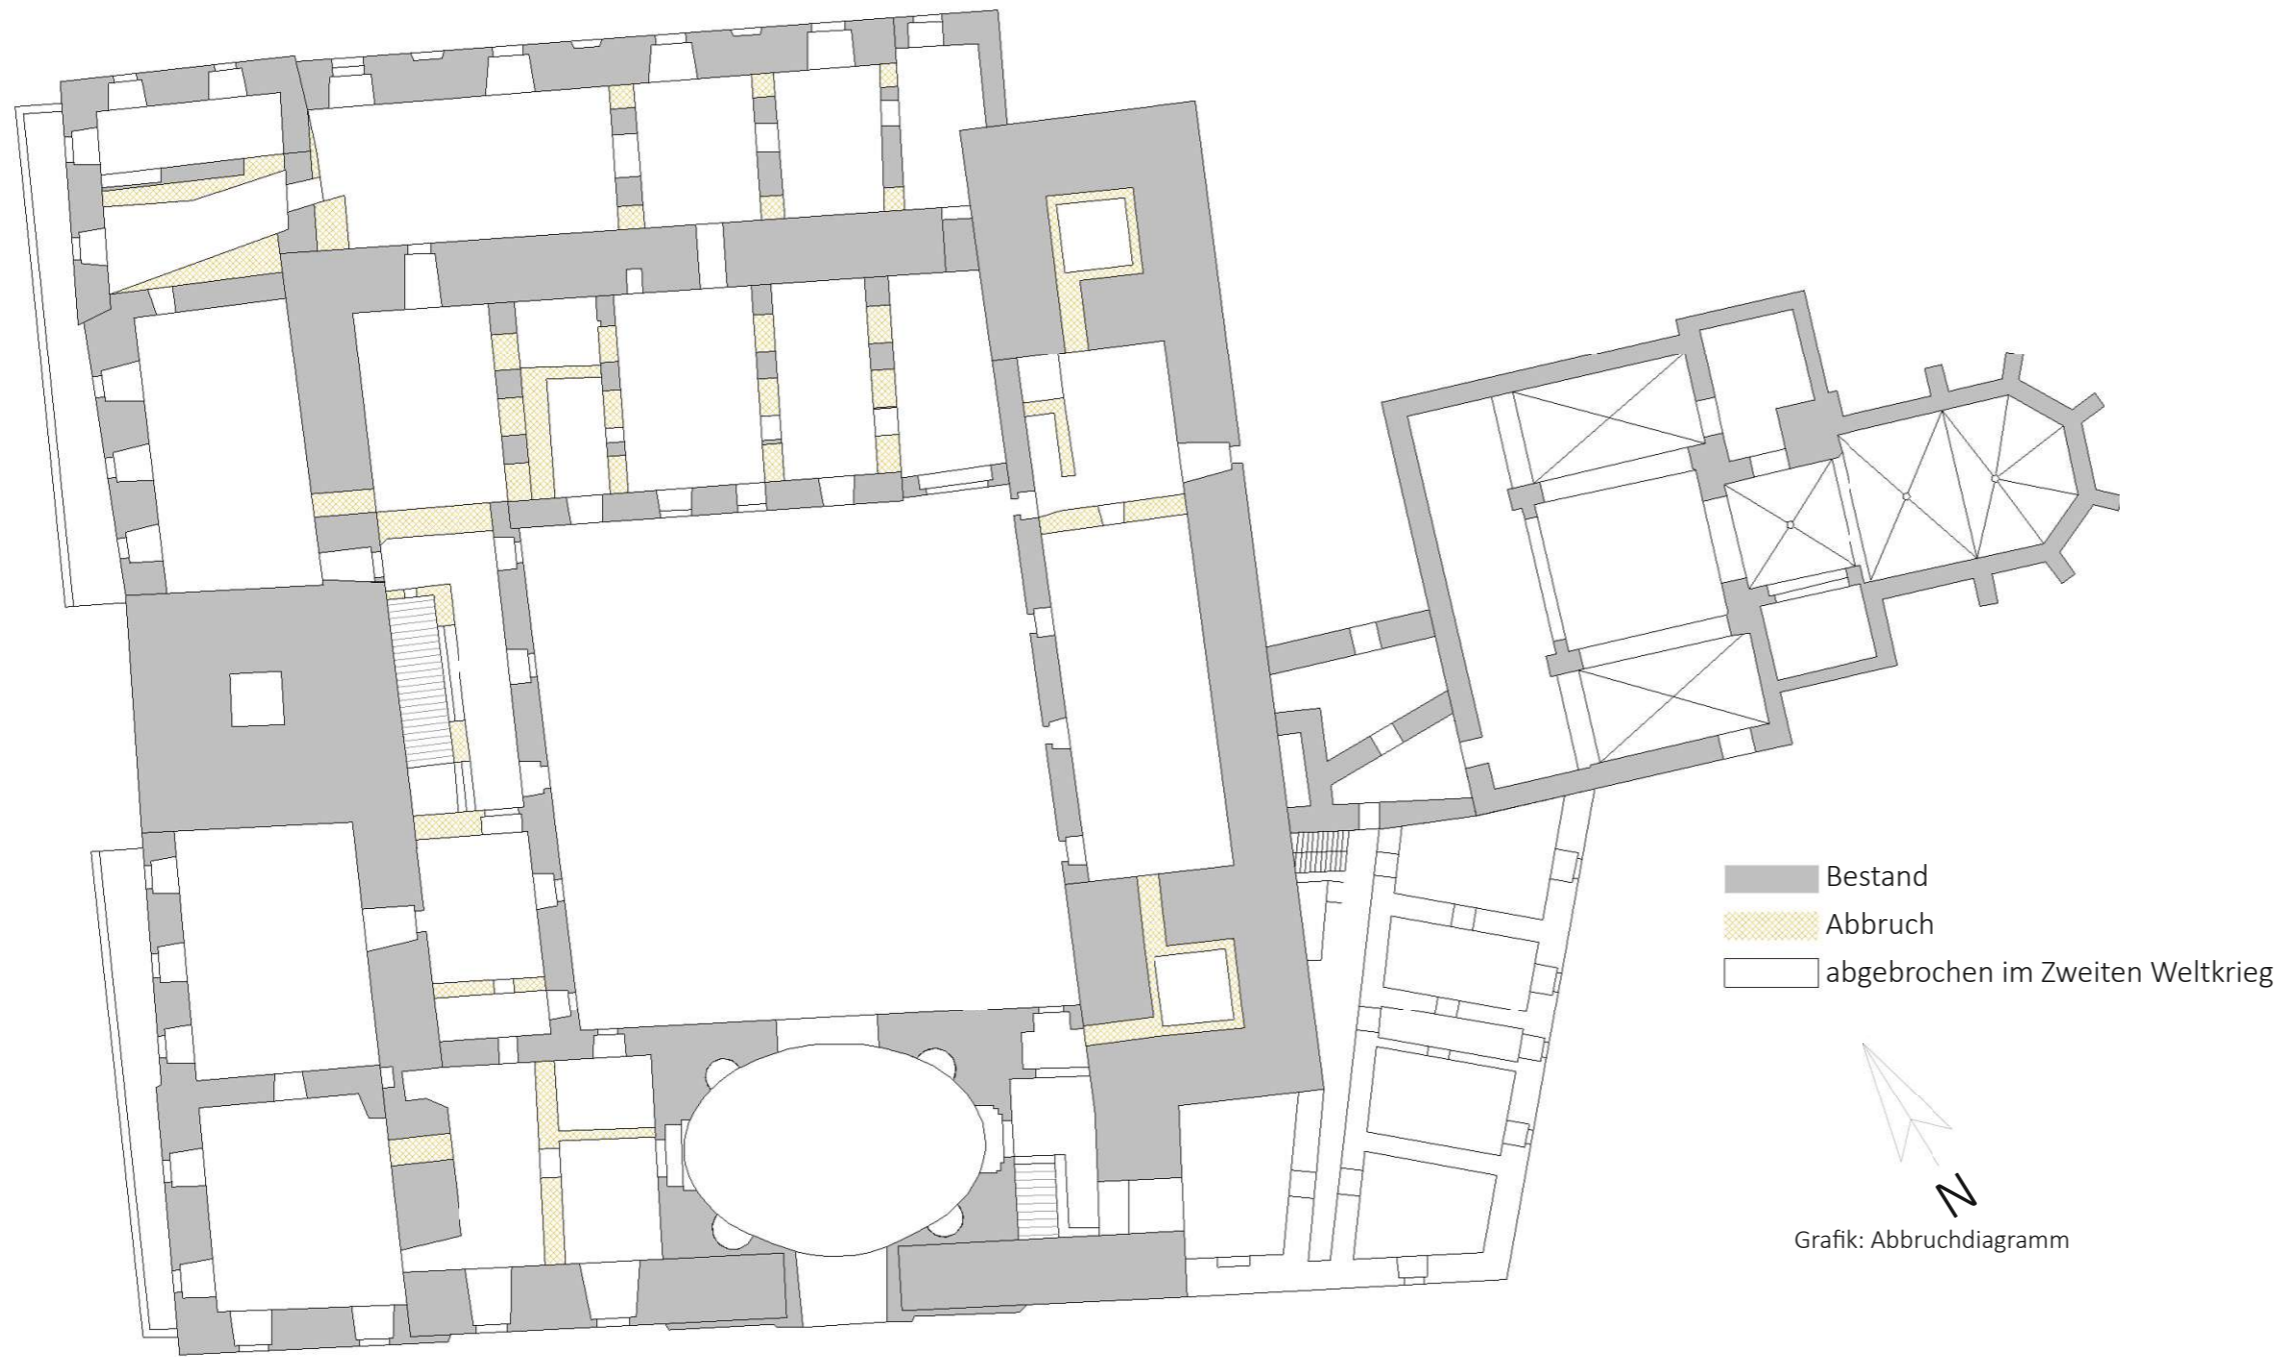 Bestand
Abbruch
abgebrochen im Zweiten Weltkrieg
N
Grafik: Abbruchdiagramm